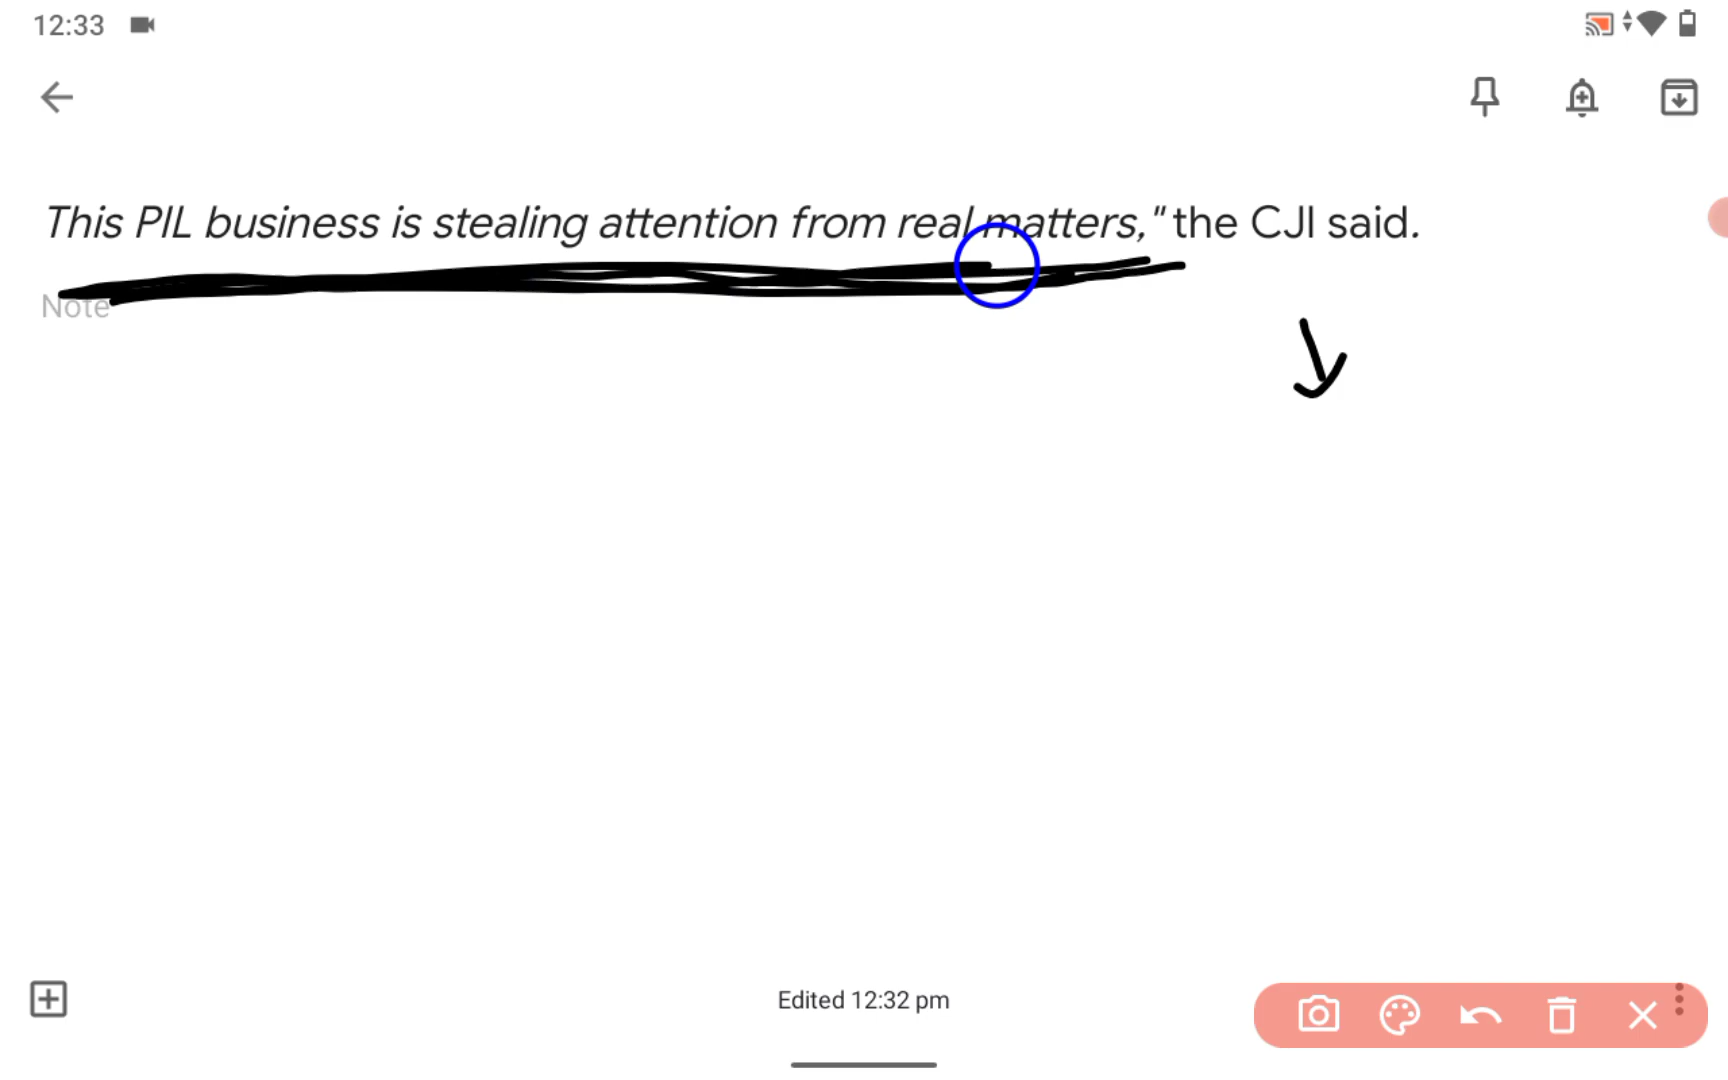 12:33
This PIL business is stealing attention from real matters," the CJI said.
Note
Edited 12:32 pm